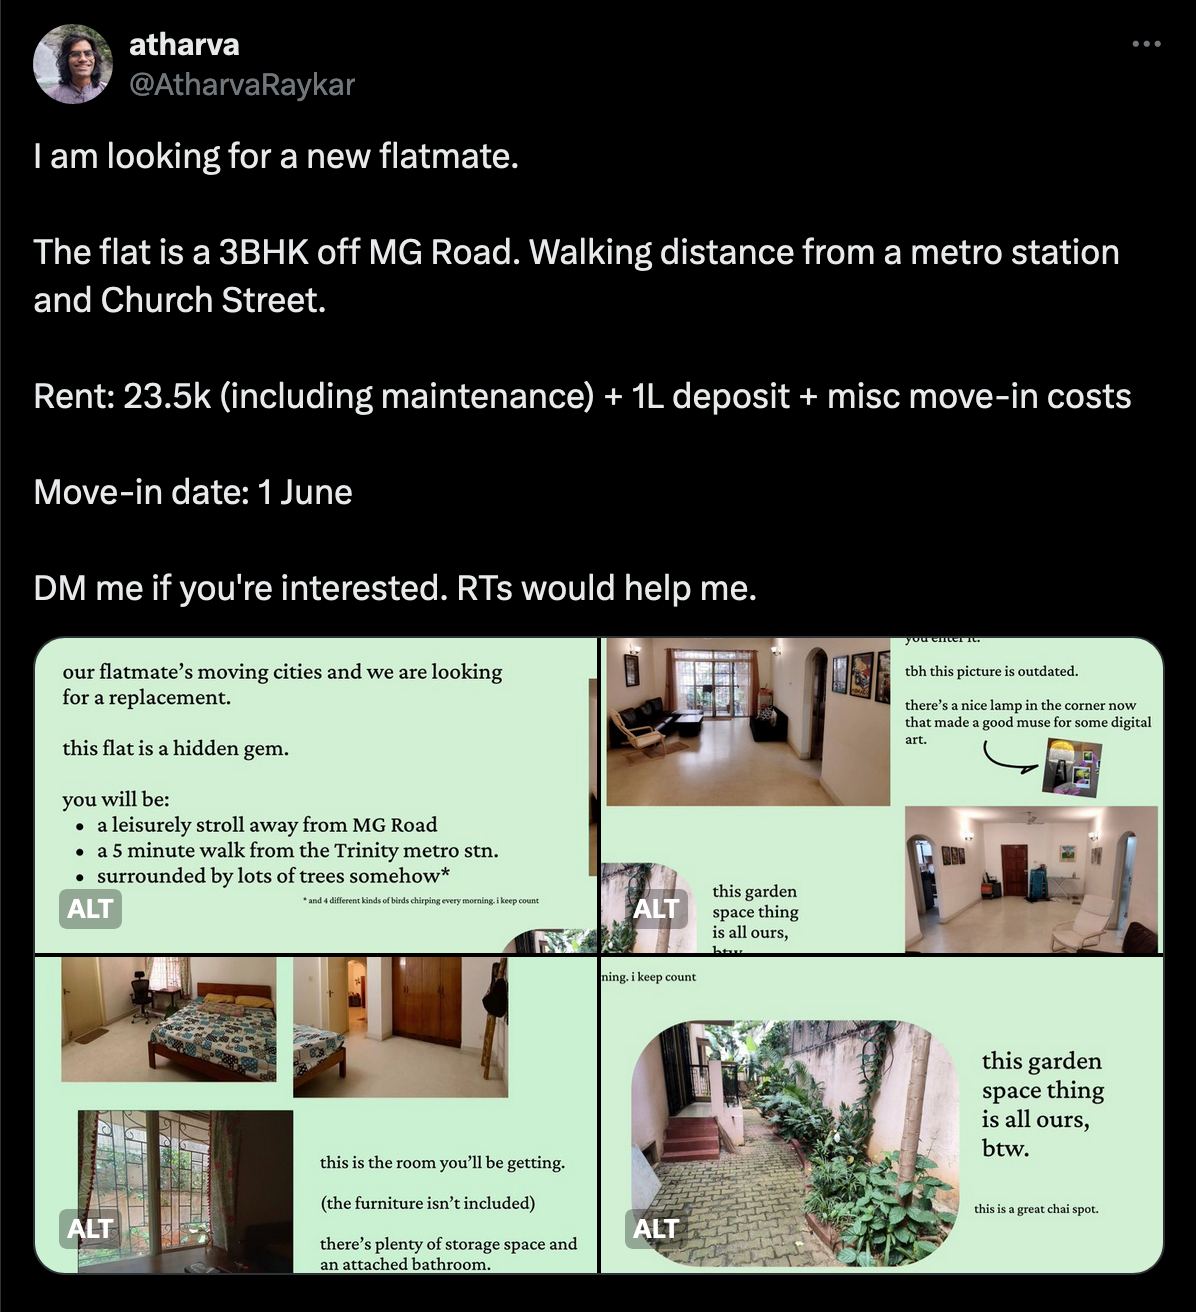 atharva
@AtharvaRaykar
I am looking for a new flatmate.
The flat is a 3BHK off MG Road. Walking distance from a metro station
and Church Street.
Rent: 23.5k (including maintenance) + 1L deposit + misc move-in costs
Move-in date: 1 June
DM me if you're interested. RTs would help me.
our flatmate's moving cities and we are looking
for a replacement.
this flat is a hidden gem.
you will be:
• a leisurely stroll away from MG Road
• a 5 minute walk from the Trinity metro stn.
• surrounded by lots of trees somehow*
* and 4 different kinds of birds chirping every morning. i keep count
ALT
you enter it.
tbh this picture is outdated.
there's a nice lamp in the corner now
that made a good muse for some digital
art.
this garden
space thing
is all ours,
btw.
ALT
this is the room you'll be getting.
(the furniture isn't included)
there's plenty of storage space and
an attached bathroom.
ALT
ning. i keep count
this garden
space thing
is all ours,
btw.
this is a great chai spot.
ALT